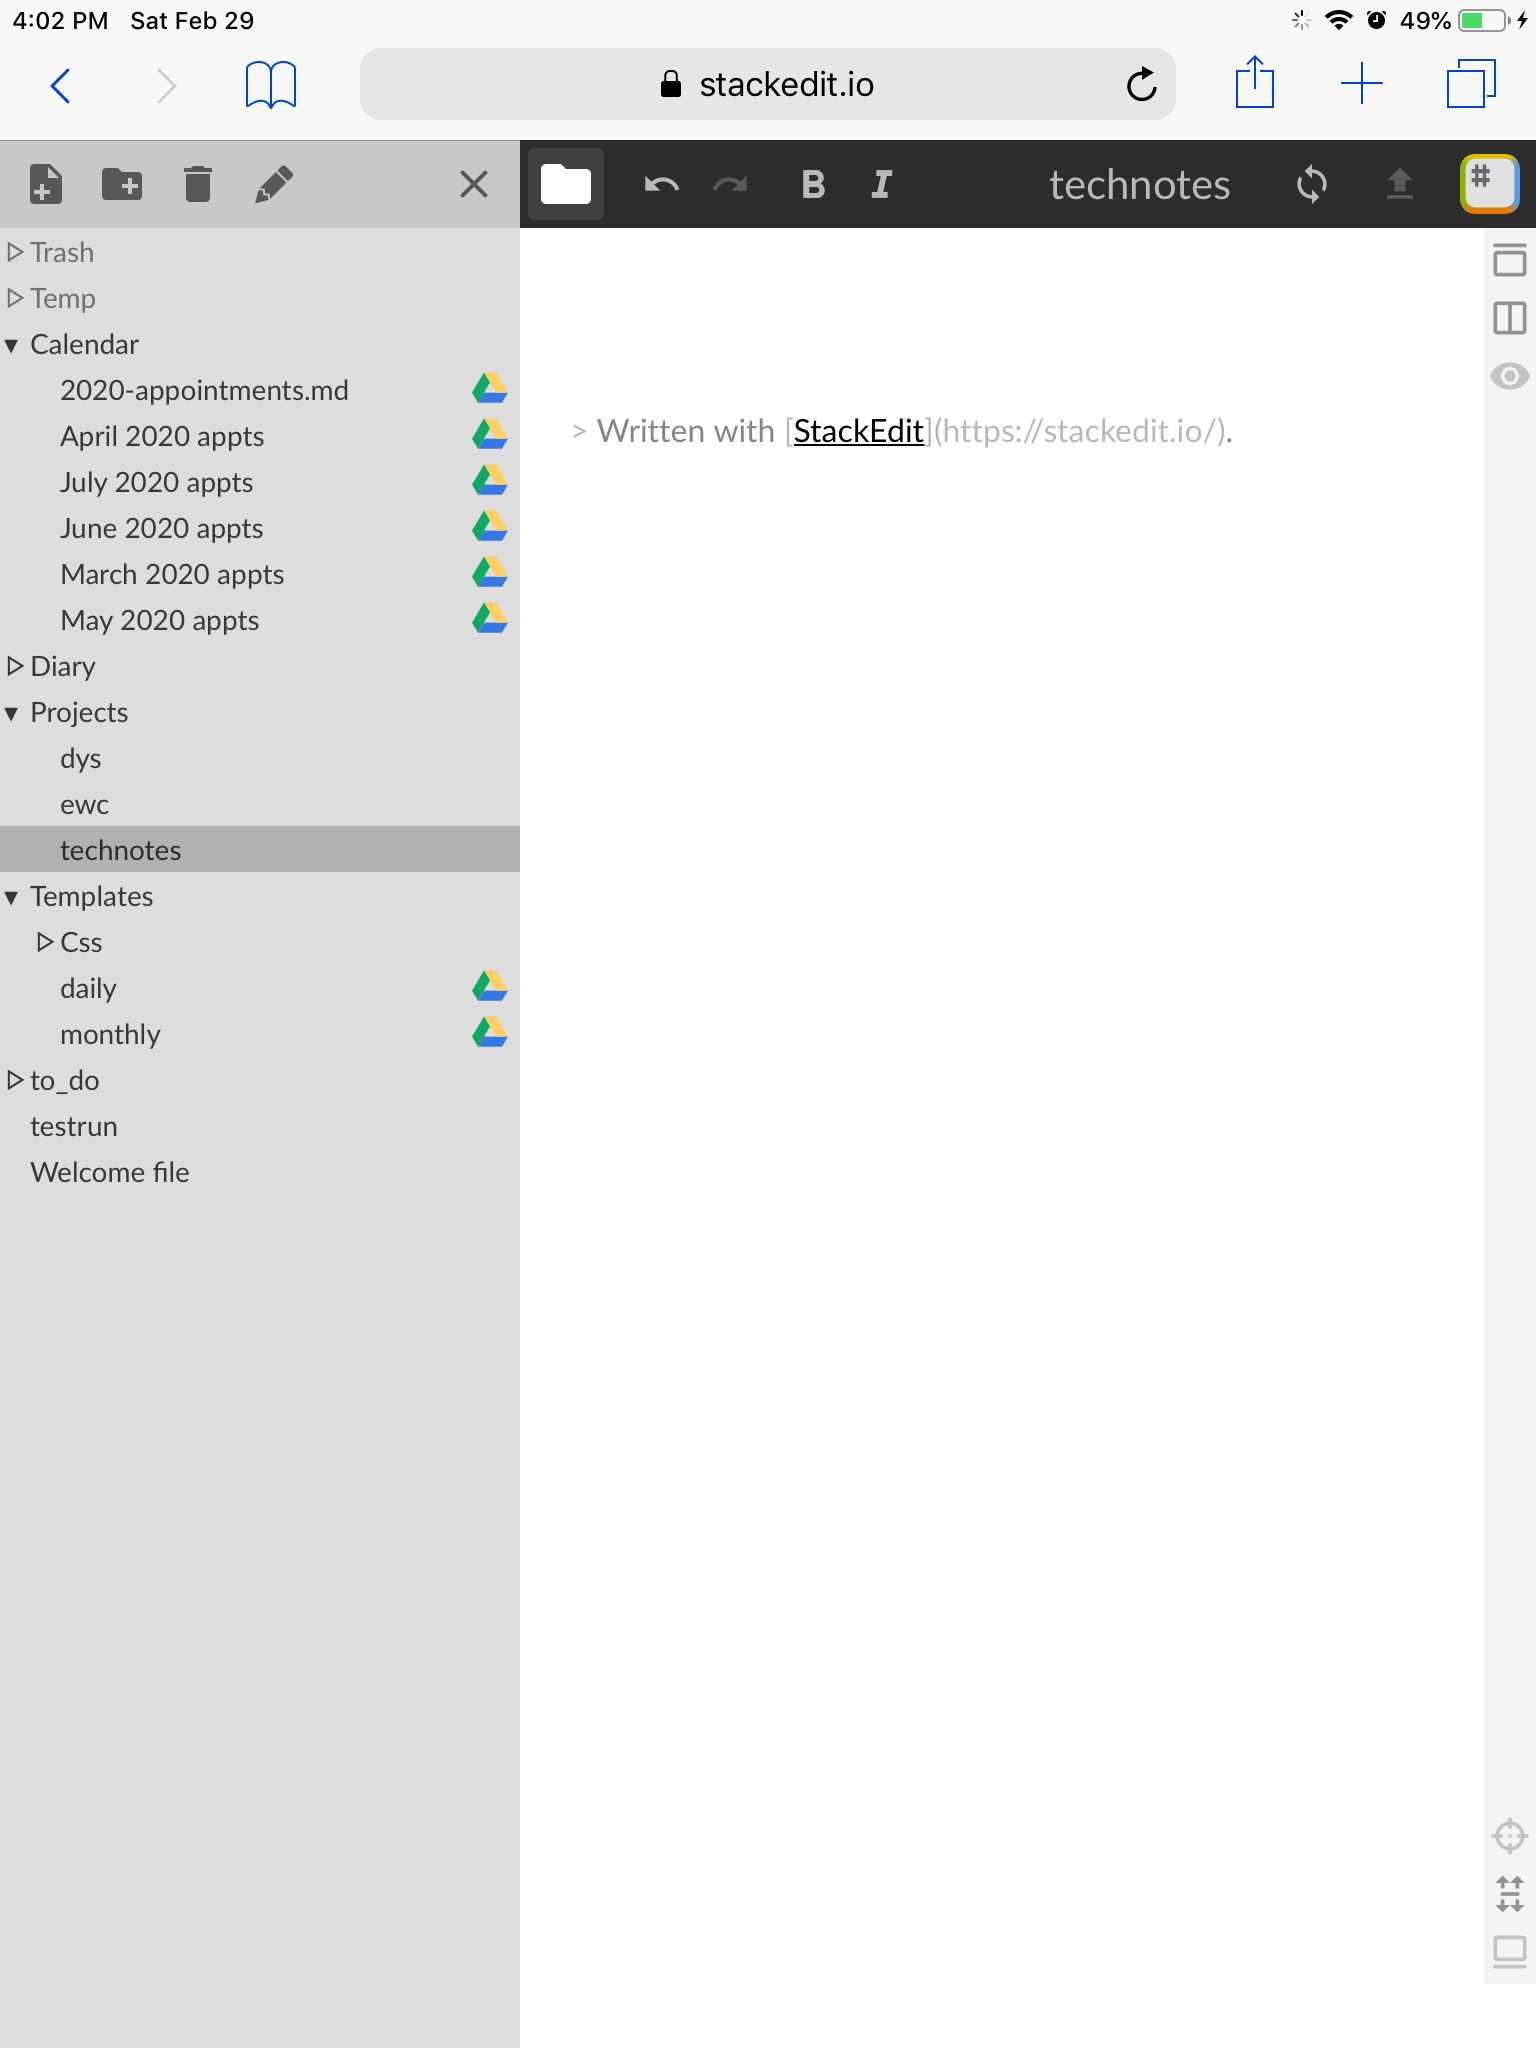 4:02 PM Sat Feb 29
49%
stackedit.io
B I technotes
#
Trash
Temp
Calendar
2020-appointments.md
April 2020 appts
July 2020 appts
June 2020 appts
March 2020 appts
May 2020 appts
Diary
Projects
dys
ewc
technotes
Templates
Css
daily
monthly
to_do
testrun
Welcome file
> Written with [StackEdit](https://stackedit.io/).